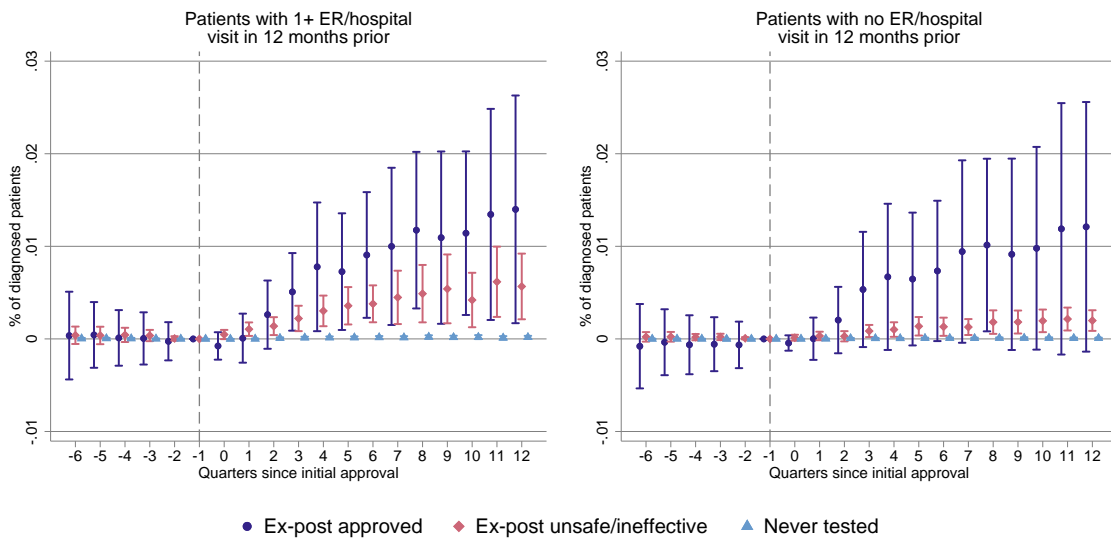 Patients with 1+ ER/hospital
visit in 12 months prior
% of diagnosed patients
.03
.02
.01
0
-.01
-6 -5 -4 -3 -2 -1 0 1 2 3 4 5 6 7 8 9 10 11 12
Quarters since initial approval
Patients with no ER/hospital
visit in 12 months prior
% of diagnosed patients
.03
.02
.01
0
-.01
-6 -5 -4 -3 -2 -1 0 1 2 3 4 5 6 7 8 9 10 11 12
Quarters since initial approval
Ex-post approved Ex-post unsafe/ineffective Never tested